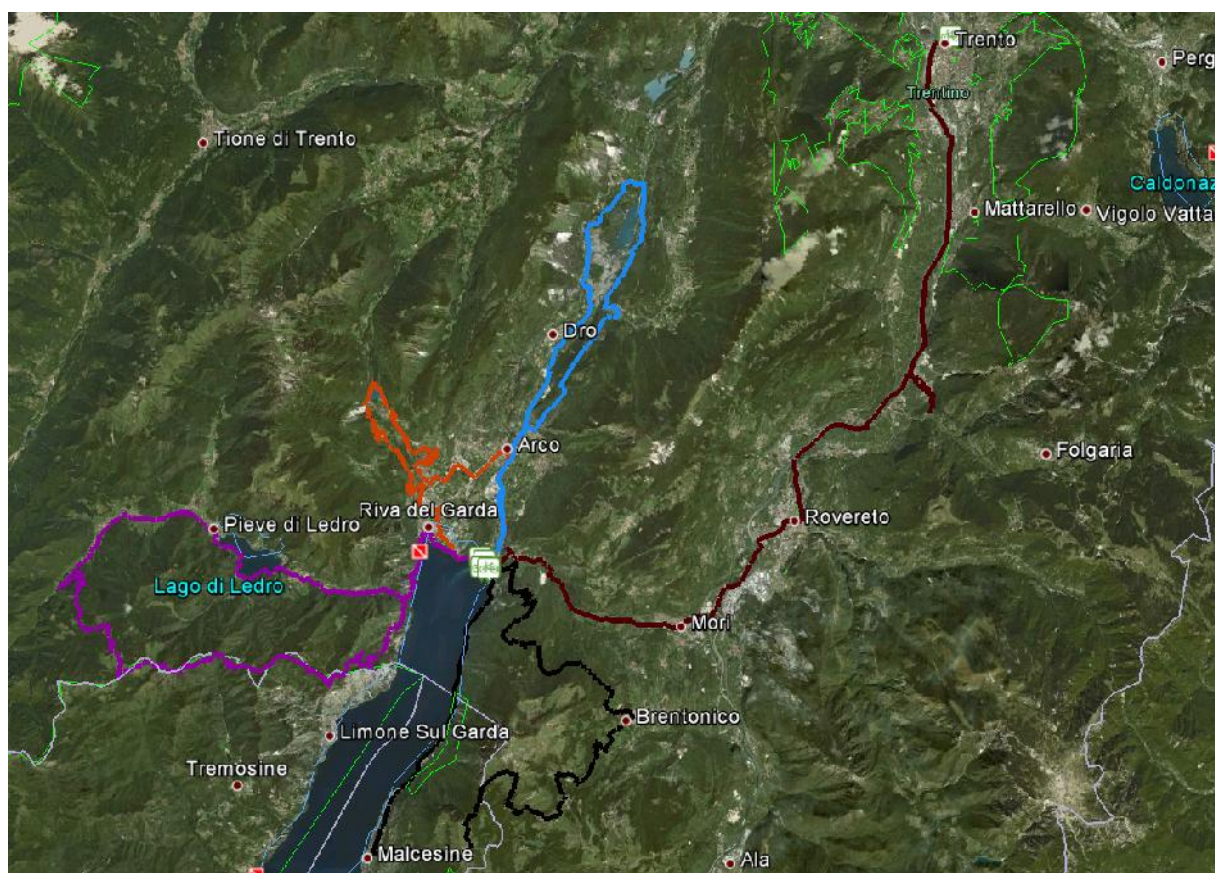 Trento
Perg
Trentino
Tione di Trento
Caldonaz
Mattarello
Vigolo Vatta
Dro
Arco
Folgaria
Riva del Garda
Pieve di Ledro
Rovereto
Lago di Ledro
Mori
Brentonico
Limone Sul Garda
Tremosine
Malcesine
Ala